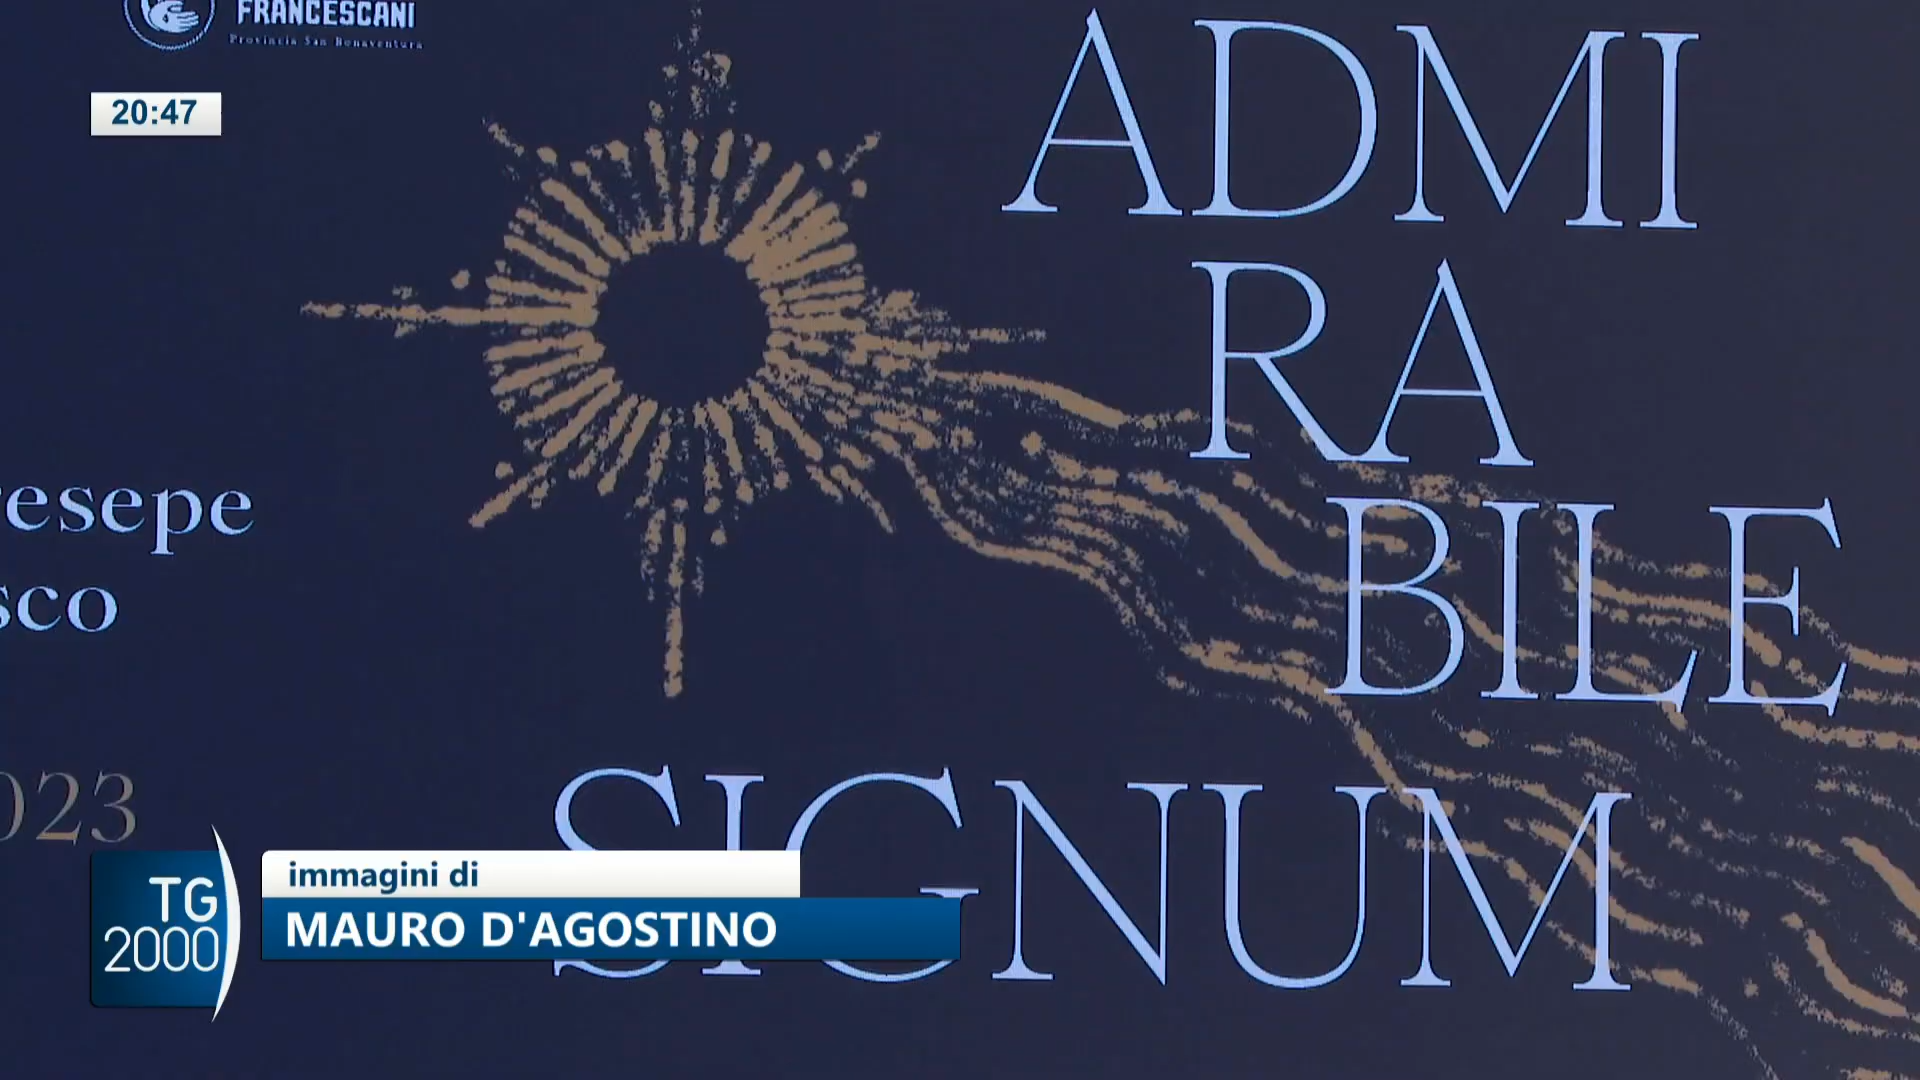 FRANCESCANI
Provincia San Bonaventura
20:47
ADMI
RA
BILE
SIGNUM
esepe
sco
023
TG
2000
immagini di
MAURO D'AGOSTINO